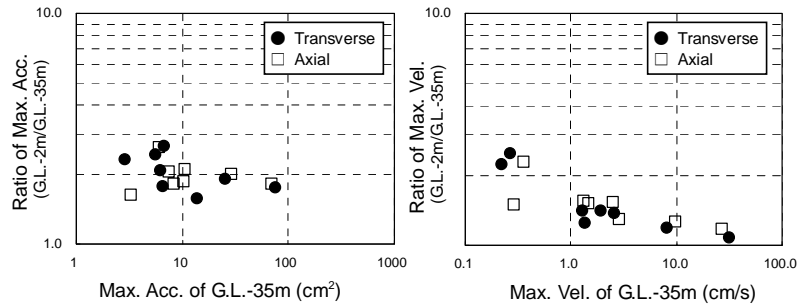 10.0
Transverse
Axial
Ratio of Max. Acc.
(G.L.-2m/G.L.-35m)
1.0
1
10
100
1000
Max. Acc. of G.L.-35m (cm²)
10.0
Transverse
Axial
Ratio of Max. Vel.
(G.L.-2m/G.L.-35m)
1.0
0.1
1.0
10.0
100.0
Max. Vel. of G.L.-35m (cm/s)